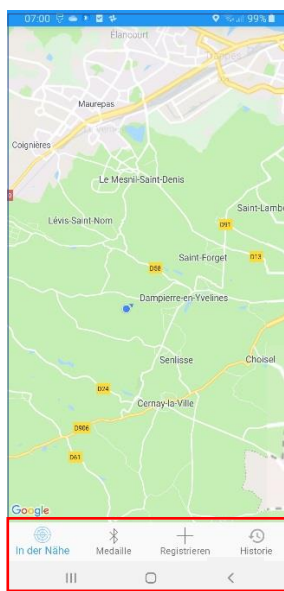 07:00
99%
Élancourt
Maurepas
Coignières
Le Mesnil-Saint-Denis
Saint-Lamb
Lévis-Saint-Nom
D91
Saint-Forget
D13
D58
Dampierre-en-Yvelines
Senlisse
Choisel
D24
Cernay-la-Ville
D906
D61
Google
In der Nähe Medaille Registrieren Historie